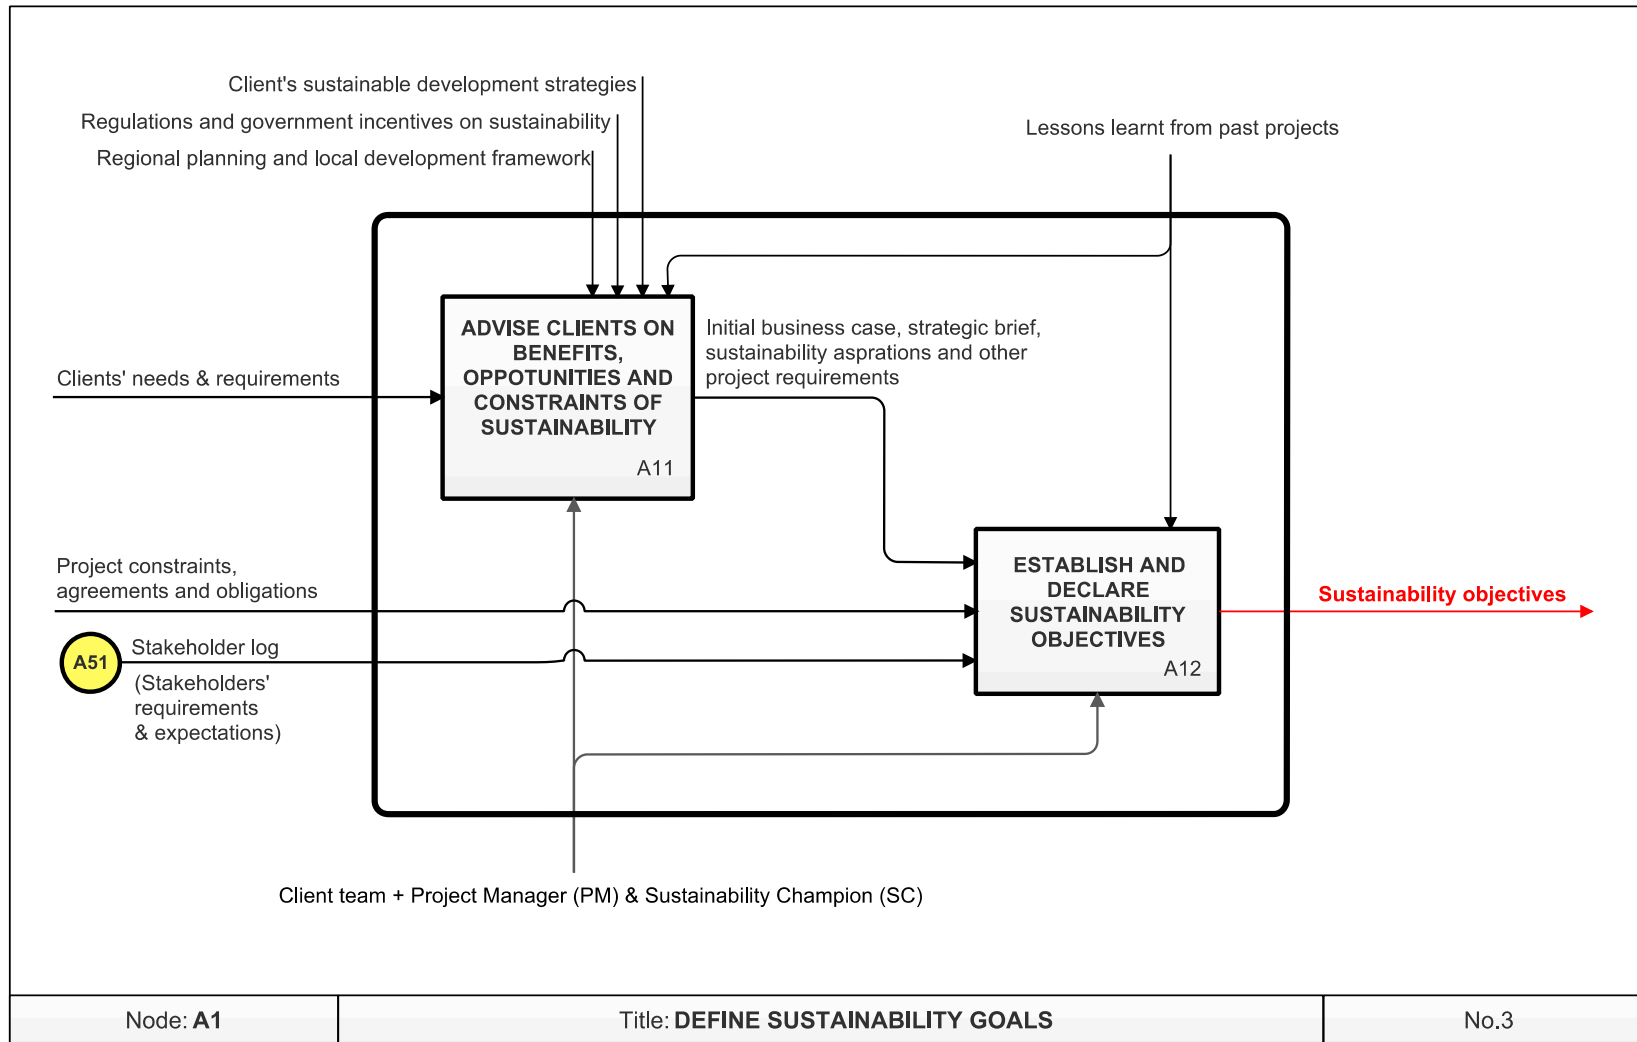 Client's sustainable development strategies
Regulations and government incentives on sustainability
Regional planning and local development framework
Lessons learnt from past projects
ADVISE CLIENTS ON
BENEFITS,
OPPOTUNITIES AND
CONSTRAINTS OF
SUSTAINABILITY
A11
Initial business case, strategic brief,
sustainability asprations and other
project requirements
Clients' needs & requirements
Project constraints,
agreements and obligations
A51
Stakeholder log
(Stakeholders'
requirements
& expectations)
ESTABLISH AND
DECLARE
SUSTAINABILITY
OBJECTIVES
A12
Sustainability objectives
Client team + Project Manager (PM) & Sustainability Champion (SC)
Node: A1
Title: DEFINE SUSTAINABILITY GOALS
No.3